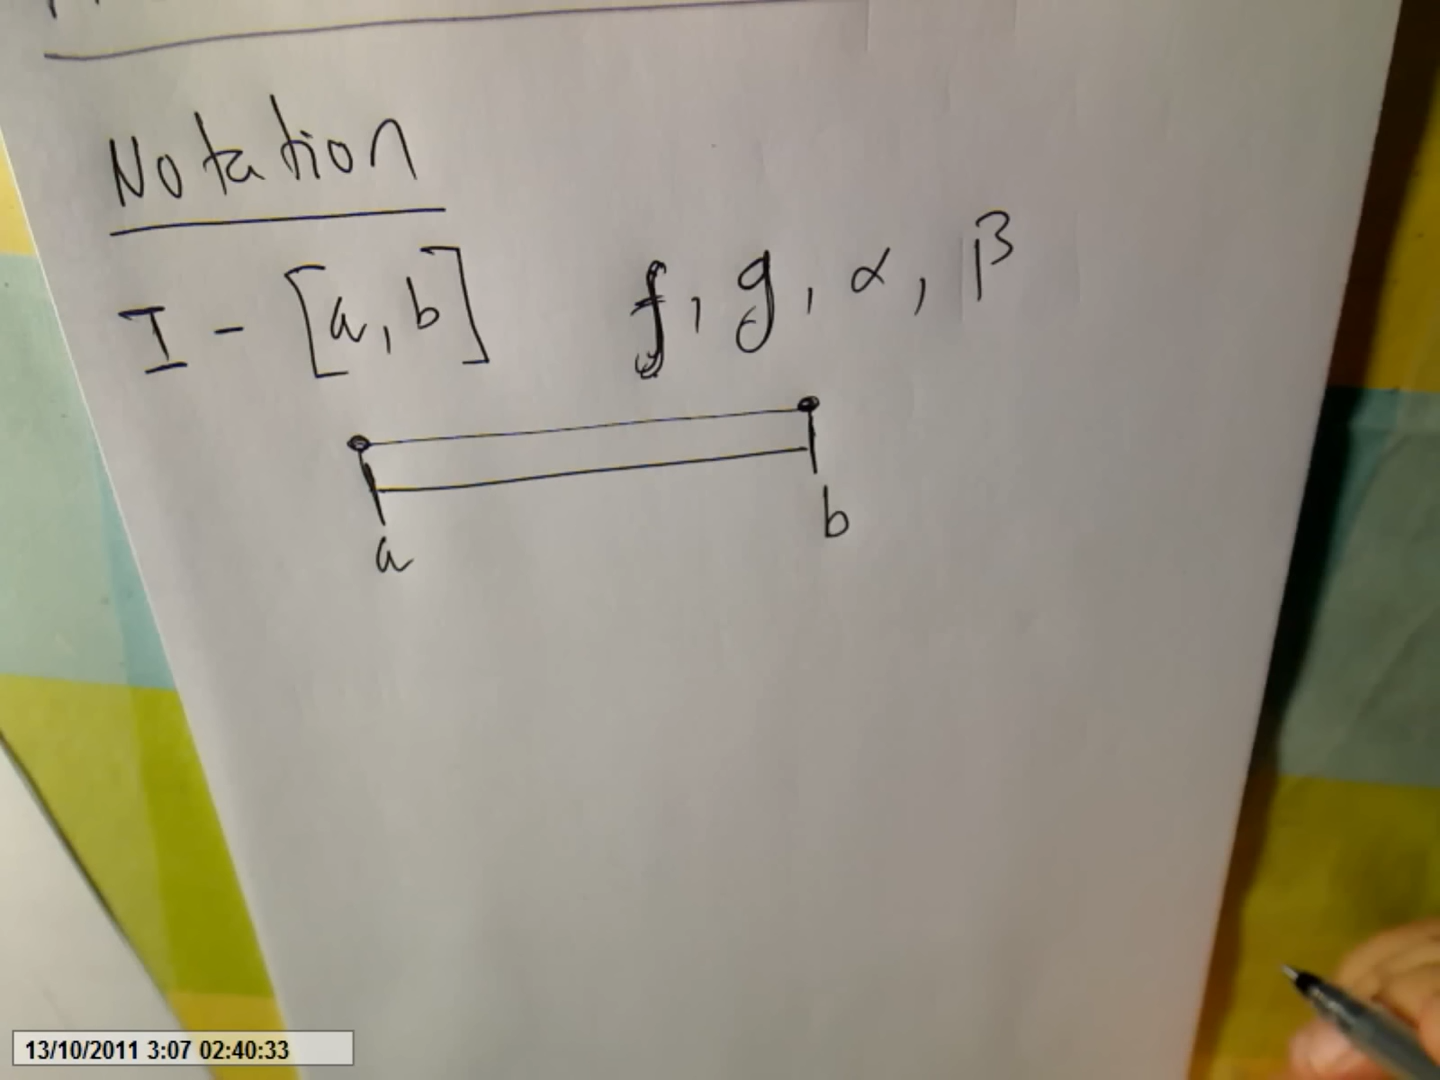 Notation
I - [a, b] f, g, α, β
a
b
13/10/2011 3:07 02:40:33